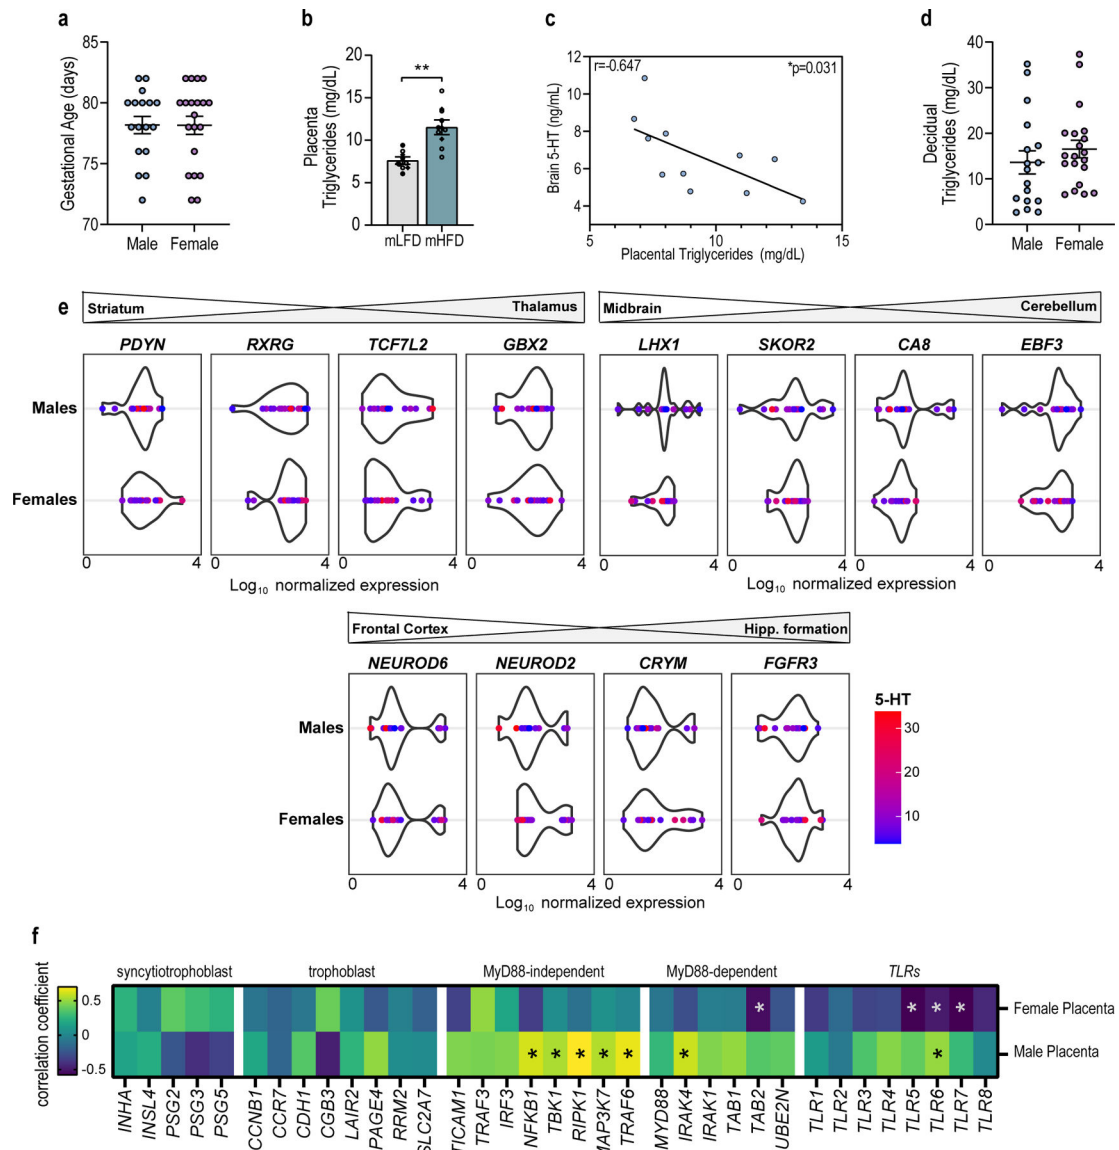 a
Gestational Age (days)
85
80
75
70
Male
Female
b
Placenta
Triglycerides (mg/dL)
20
15
10
5
0
**
mLFD mHFD
c
Brain 5-HT (ng/mL)
12
10
8
6
4
r=-0.647
*p=0.031
5
10
15
Placental Triglycerides (mg/dL)
d
Decidual
Triglycerides (mg/dL)
40
30
20
10
0
Male
Female
e
Striatum
Thalamus
Midbrain
Cerebellum
PDYN
RXRG
TCF7L2
GBX2
LHX1
SKOR2
CA8
EBF3
Males
Females
0 4 0 4 0 4 0 4 0 4 0 4 0 4 0 4
Log10 normalized expression
Log10 normalized expression
Frontal Cortex
Hipp. formation
NEUROD6
NEUROD2
CRYM
FGFR3
Males
Females
0 4 0 4 0 4 0 4
Log10 normalized expression
5-HT
30
20
10
f
correlation coefficient
0.5
0
-0.5
syncytiotrophoblast
trophoblast
MyD88-independent
MyD88-dependent
TLRs
* * * *
Female Placenta
* * * * * * *
Male Placenta
INHA
INSL4
PSG2
PSG3
PSG5
CCNB1
CCR7
CDH1
CGB3
LAIR2
PAGE4
RRM2
SLC2A7
TICAM1
TRAF3
IRF3
NFKB1
TBK1
RIPK1
MAP3K7
TRAF6
MYD88
IRAK4
IRAK1
TAB1
TAB2
UBE2N
TLR1
TLR2
TLR3
TLR4
TLR5
TLR6
TLR7
TLR8